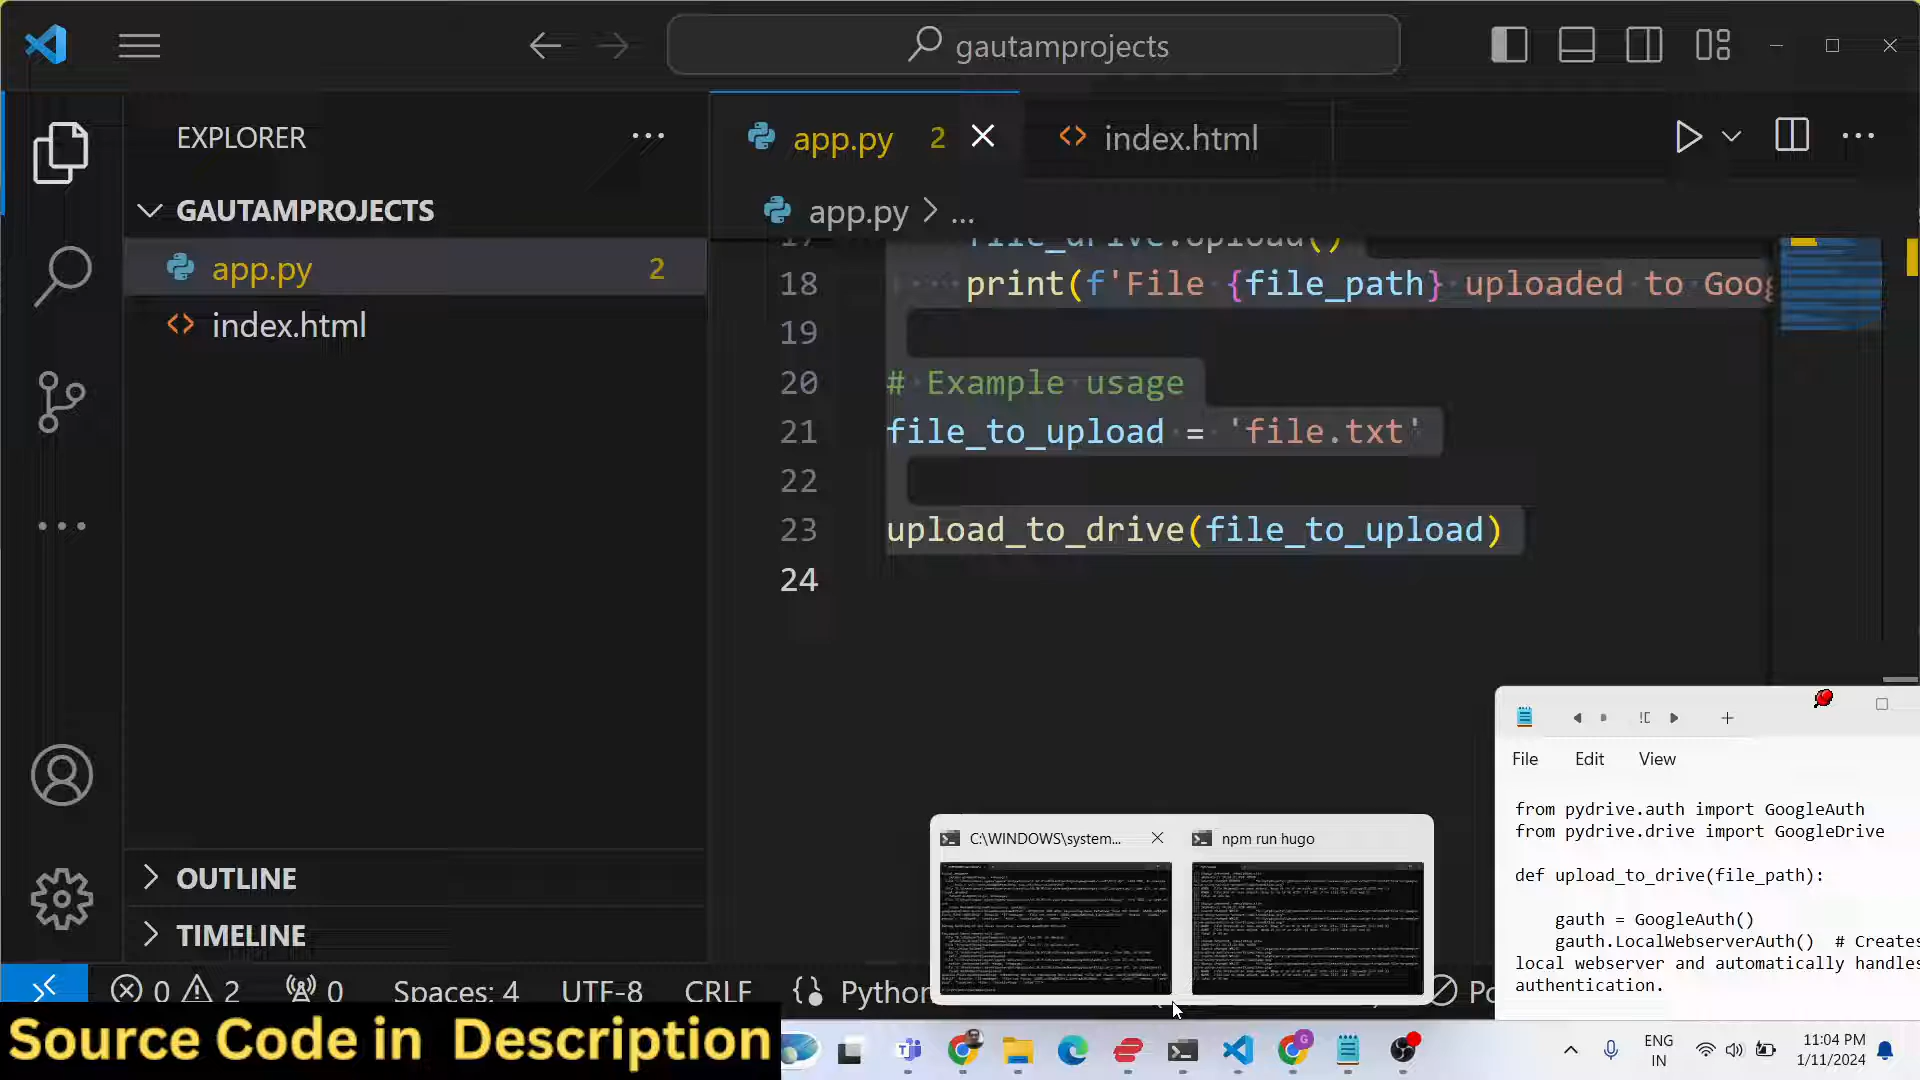 gautamprojects
EXPLORER
GAUTAMPROJECTS
app.py
2
index.html
OUTLINE
TIMELINE
app.py 2
index.html
app.py > ...
17 file_drive.Upload()
18 print(f'File {file_path} uploaded to Goog
19
20 # Example usage
21 file_to_upload = 'file.txt'
22
23 upload_to_drive(file_to_upload)
24
File Edit View
from pydrive.auth import GoogleAuth
from pydrive.drive import GoogleDrive
def upload_to_drive(file_path):
gauth = GoogleAuth()
gauth.LocalWebserverAuth() # Creates
local webserver and automatically handles
authentication.
C:\WINDOWS\system...
npm run hugo
0 2 0 Spaces: 4 UTF-8 CRLF Python
Source Code in Description
ENG
IN
11:04 PM
1/11/2024